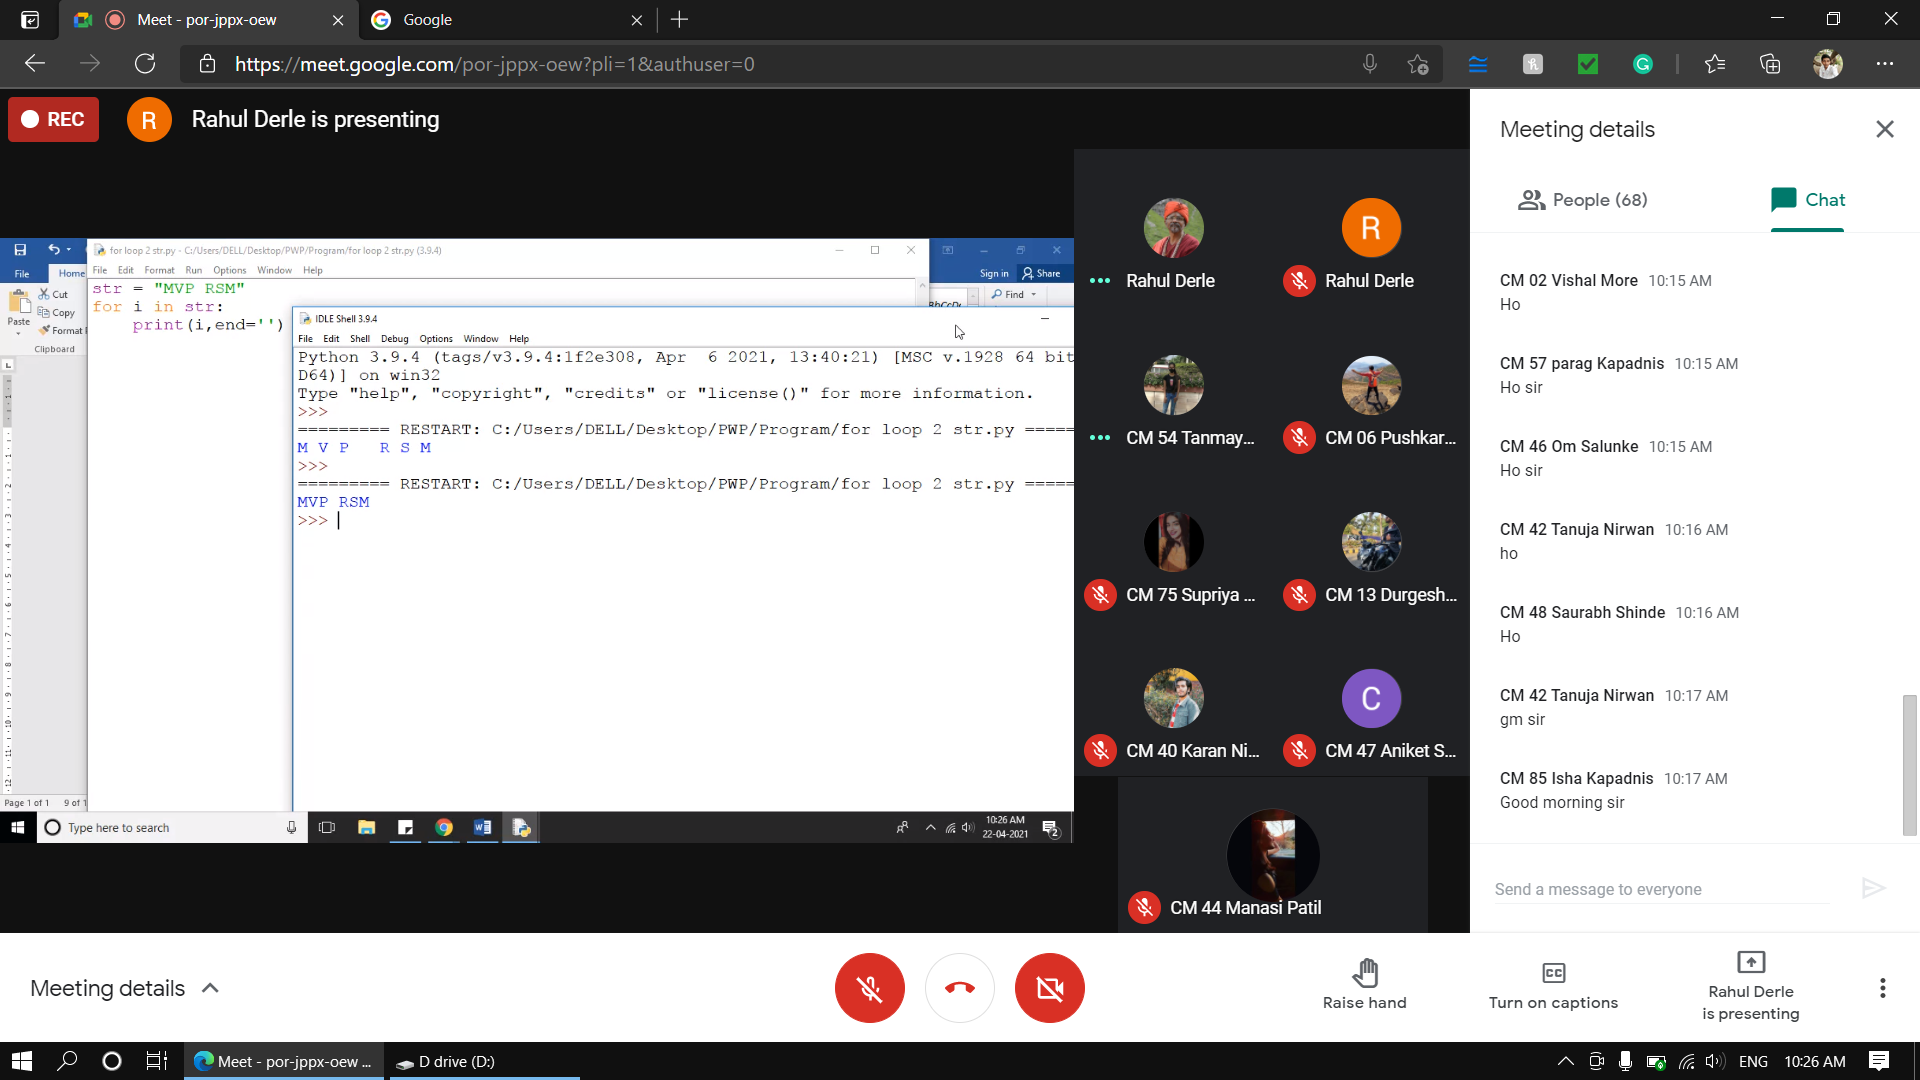 Meet - por-jppx-oew
Google
https://meet.google.com/por-jppx-oew?pli=1&authuser=0
REC
R
Rahul Derle is presenting
for loop 2 str.py - C:/Users/DELL/Desktop/PWP/Program/for loop 2 str.py (3.9.4)
File Edit Format Run Options Window Help
File Home
Sign in Share
Cut
Copy
Format
Paste
Clipboard
Find
str = "MVP RSM"
for i in str:
print(i,end='')
IDLE Shell 3.9.4
File Edit Shell Debug Options Window Help
Python 3.9.4 (tags/v3.9.4:1f2e308, Apr 6 2021, 13:40:21) [MSC v.1928 64 bit
D64)] on win32
Type "help", "copyright", "credits" or "license()" for more information.
>>>
========= RESTART: C:/Users/DELL/Desktop/PWP/Program/for loop 2 str.py =====
M V P   R S M
>>>
========= RESTART: C:/Users/DELL/Desktop/PWP/Program/for loop 2 str.py =====
MVP RSM
>>>
Page 1 of 1 9 of 1
Type here to search
10:26 AM
22-04-2021
2
Rahul Derle
R
Rahul Derle
CM 54 Tanmay...
CM 06 Pushkar...
CM 75 Supriya ...
CM 13 Durgesh...
CM 40 Karan Ni...
C
CM 47 Aniket S...
CM 44 Manasi Patil
Meeting details
People (68)
Chat
CM 02 Vishal More 10:15 AM
Ho
CM 57 parag Kapadnis 10:15 AM
Ho sir
CM 46 Om Salunke 10:15 AM
Ho sir
CM 42 Tanuja Nirwan 10:16 AM
ho
CM 48 Saurabh Shinde 10:16 AM
Ho
CM 42 Tanuja Nirwan 10:17 AM
gm sir
CM 85 Isha Kapadnis 10:17 AM
Good morning sir
Send a message to everyone
Meeting details
Raise hand
Turn on captions
Rahul Derle
is presenting
Meet - por-jppx-oew ...
D drive (D:)
ENG
10:26 AM